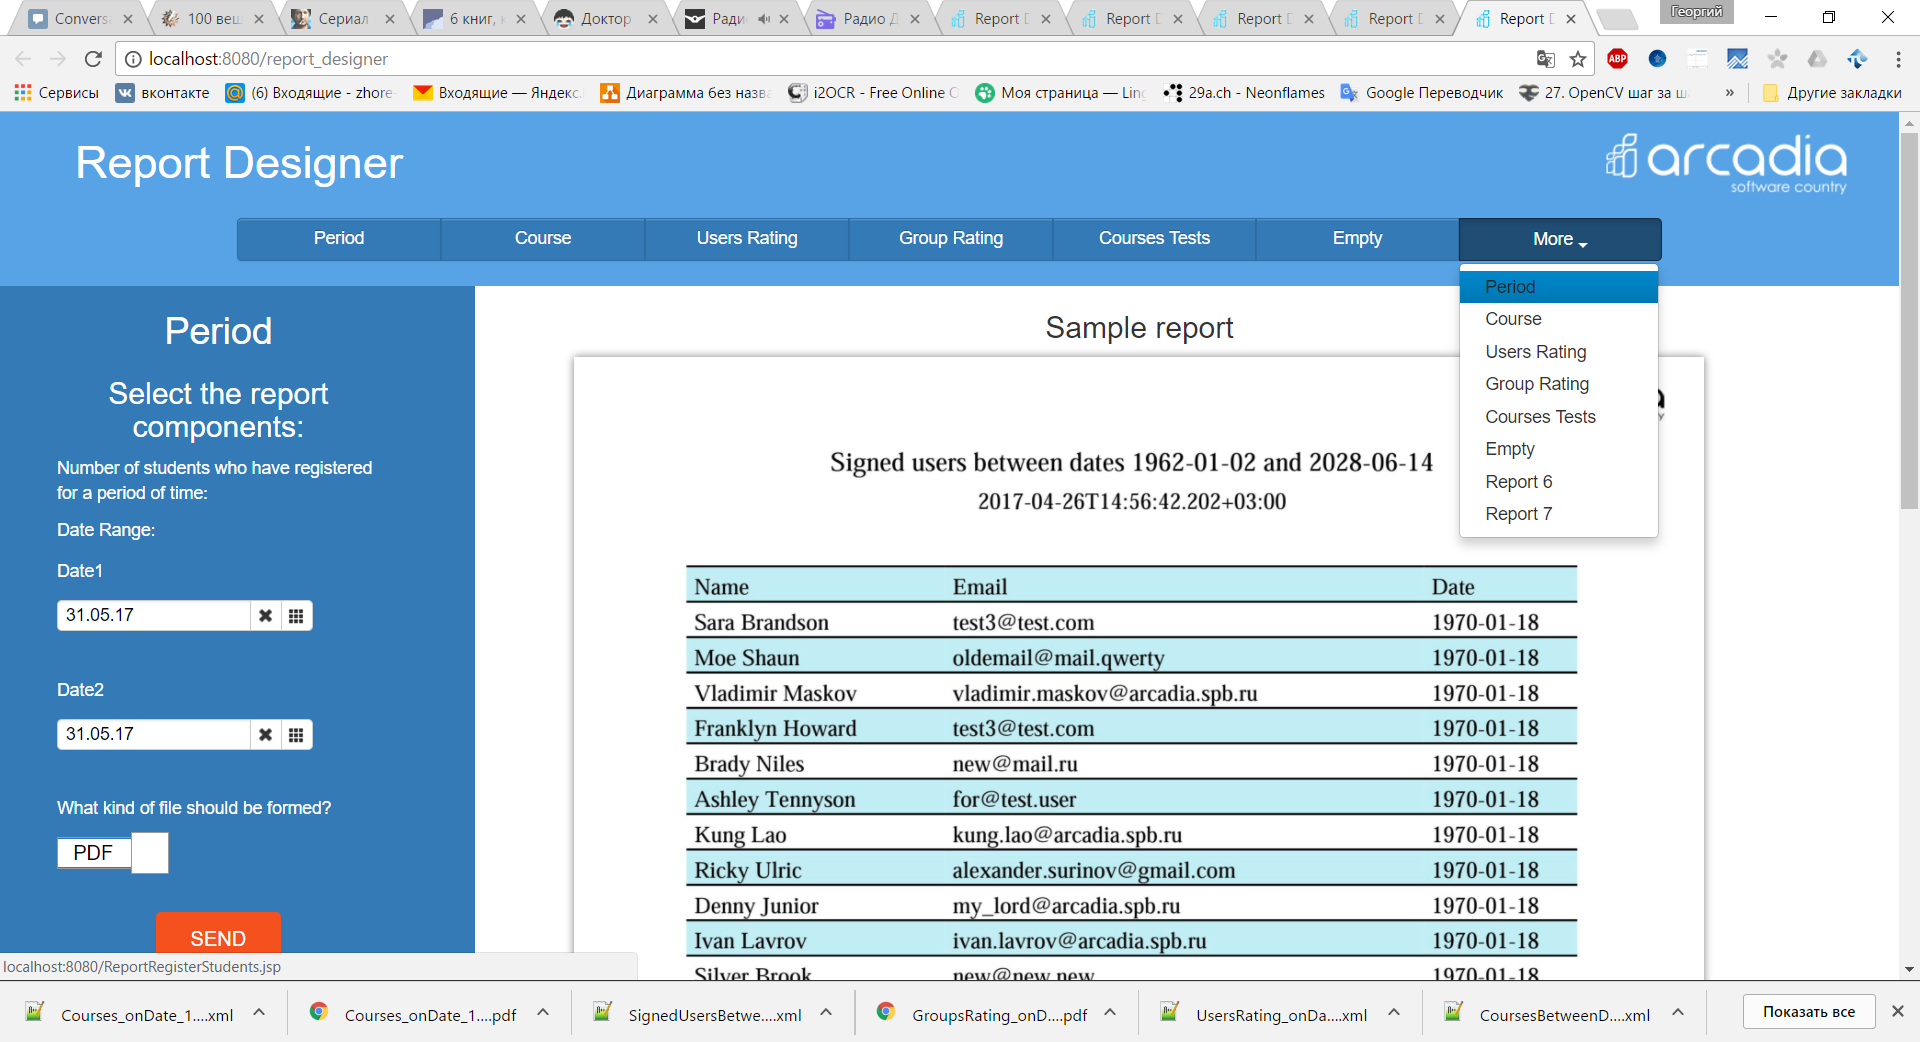 Convers
100 веш
Сериал
6 книг,
Доктор
Ради
Радио Д
Report D
Report D
Report D
Report D
Report D
Георгий
localhost:8080/report_designer
ABP
Сервисы
вконтакте
(6) Входящие - zhore
Входящие — Яндекс.
Диаграмма без назва
i2OCR - Free Online O
Моя страница — Ling
29a.ch - Neonflames
Google Переводчик
27. OpenCV шаг за ш
»
Другие закладки
Report Designer
arcadia
software country
Period
Course
Users Rating
Group Rating
Courses Tests
Empty
More
Period
Course
Users Rating
Group Rating
Courses Tests
Empty
Report 6
Report 7
Period
Select the report
components:
Number of students who have registered
for a period of time:
Date Range:
Date1
31.05.17
Date2
31.05.17
What kind of file should be formed?
PDF
SEND
localhost:8080/ReportRegisterStudents.jsp
Sample report
Signed users between dates 1962-01-02 and 2028-06-14
2017-04-26T14:56:42.202+03:00
Name Email Date
Sara Brandson test3@test.com 1970-01-18
Moe Shaun oldemail@mail.qwerty 1970-01-18
Vladimir Maskov vladimir.maskov@arcadia.spb.ru 1970-01-18
Franklyn Howard test3@test.com 1970-01-18
Brady Niles new@mail.ru 1970-01-18
Ashley Tennyson for@test.user 1970-01-18
Kung Lao kung.lao@arcadia.spb.ru 1970-01-18
Ricky Ulric alexander.surinov@gmail.com 1970-01-18
Denny Junior my_lord@arcadia.spb.ru 1970-01-18
Ivan Lavrov ivan.lavrov@arcadia.spb.ru 1970-01-18
Silver Brook new@new.new 1970-01-18
Courses_onDate_1....xml
Courses_onDate_1....pdf
SignedUsersBetwe....xml
GroupsRating_onD....pdf
UsersRating_onDa....xml
CoursesBetweenD....xml
Показать все